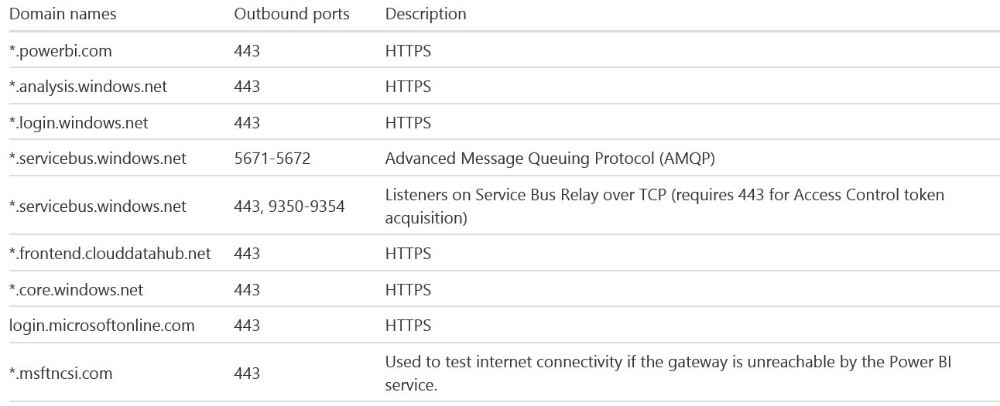 Domain names Outbound ports Description
*.powerbi.com 443 HTTPS
*.analysis.windows.net 443 HTTPS
*.login.windows.net 443 HTTPS
*.servicebus.windows.net 5671-5672 Advanced Message Queuing Protocol (AMQP)
*.servicebus.windows.net 443, 9350-9354 Listeners on Service Bus Relay over TCP (requires 443 for Access Control token
acquisition)
*.frontend.clouddatahub.net 443 HTTPS
*.core.windows.net 443 HTTPS
login.microsoftonline.com 443 HTTPS
*.msftncsi.com 443 Used to test internet connectivity if the gateway is unreachable by the Power BI
service.